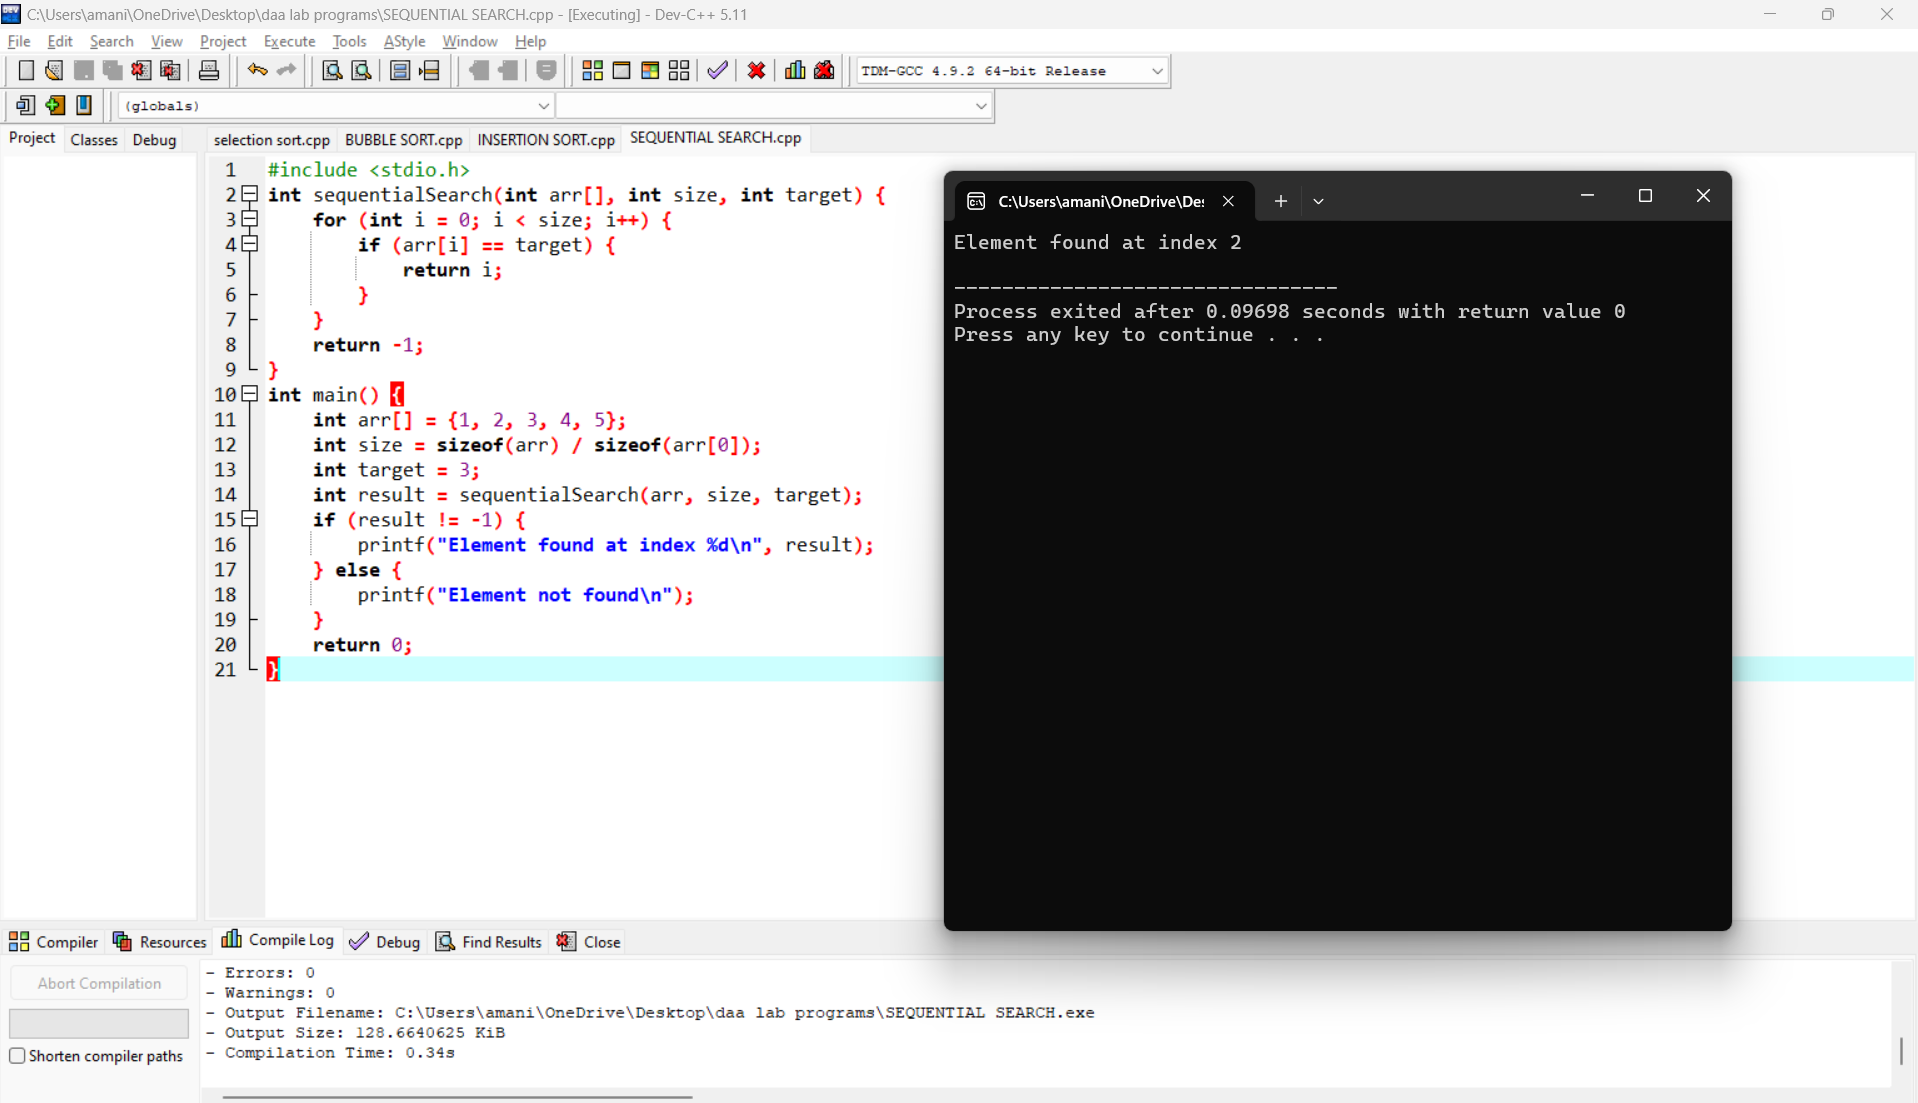 C:\Users\amani\OneDrive\Desktop\daa lab programs\SEQUENTIAL SEARCH.cpp - [Executing] - Dev-C++ 5.11
File Edit Search View Project Execute Tools AStyle Window Help
TDM-GCC 4.9.2 64-bit Release
(globals)
Project Classes Debug
selection sort.cpp BUBBLE SORT.cpp INSERTION SORT.cpp SEQUENTIAL SEARCH.cpp
1 #include <stdio.h>
2 int sequentialSearch(int arr[], int size, int target) {
3     for (int i = 0; i < size; i++) {
4         if (arr[i] == target) {
5             return i;
6         }
7     }
8     return -1;
9 }
10 int main() {
11     int arr[] = {1, 2, 3, 4, 5};
12     int size = sizeof(arr) / sizeof(arr[0]);
13     int target = 3;
14     int result = sequentialSearch(arr, size, target);
15     if (result != -1) {
16         printf("Element found at index %d\n", result);
17     } else {
18         printf("Element not found\n");
19     }
20     return 0;
21 }
C:\Users\amani\OneDrive\Des
Element found at index 2
--------------------------------
Process exited after 0.09698 seconds with return value 0
Press any key to continue . . .
Compiler Resources Compile Log Debug Find Results Close
Abort Compilation
Shorten compiler paths
- Errors: 0
- Warnings: 0
- Output Filename: C:\Users\amani\OneDrive\Desktop\daa lab programs\SEQUENTIAL SEARCH.exe
- Output Size: 128.6640625 KiB
- Compilation Time: 0.34s